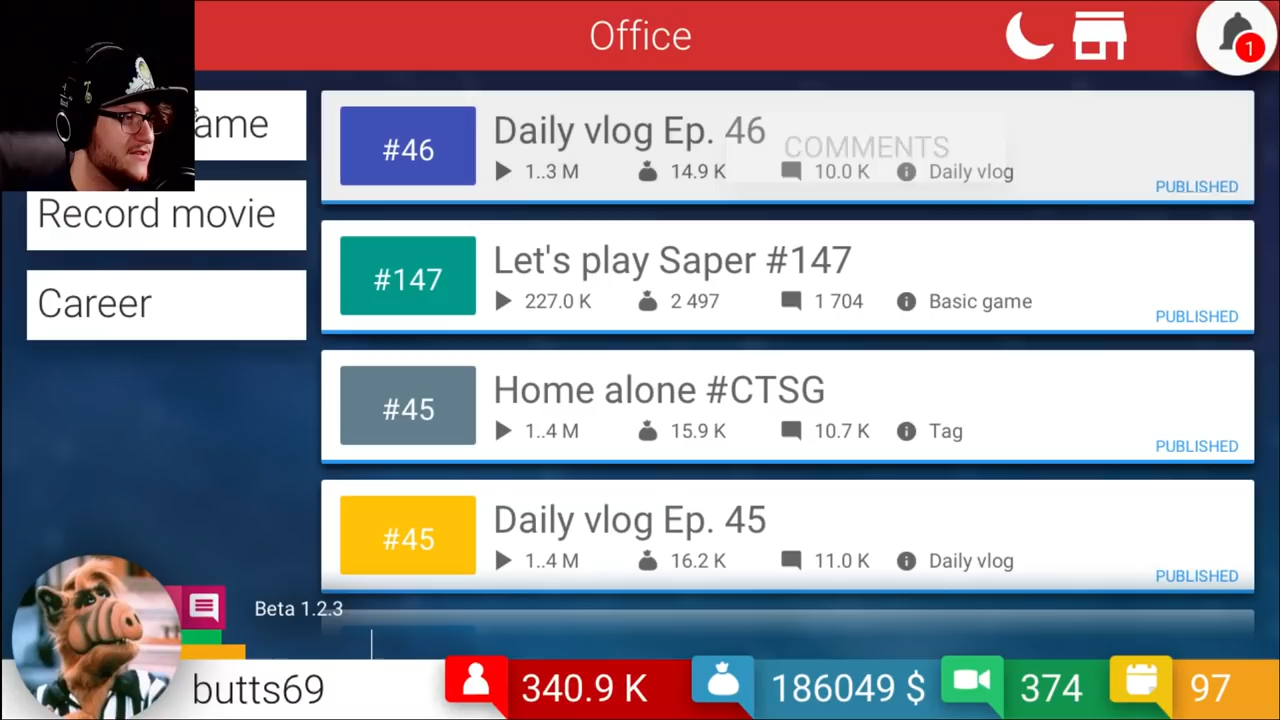 Office
1
ame
Record movie
Career
#46
Daily vlog Ep. 46
COMMENTS
1..3 M 14.9 K 10.0 K Daily vlog
PUBLISHED
#147
Let's play Saper #147
227.0 K 2 497 1 704 Basic game
PUBLISHED
#45
Home alone #CTSG
1..4 M 15.9 K 10.7 K Tag
PUBLISHED
#45
Daily vlog Ep. 45
1..4 M 16.2 K 11.0 K Daily vlog
PUBLISHED
Beta 1.2.3
butts69
340.9 K
186049 $
374
97